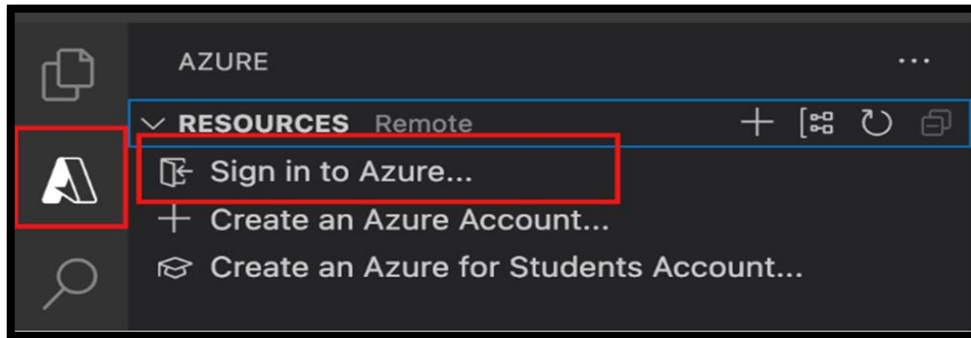 AZURE
RESOURCES Remote
Sign in to Azure...
Create an Azure Account...
Create an Azure for Students Account...